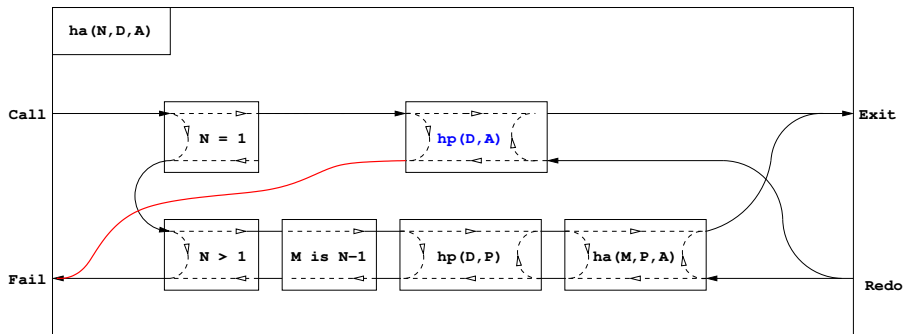 ha(N,D,A)
Call
N = 1
hp(D,A)
Exit
N > 1
M is N-1
hp(D,P)
ha(M,P,A)
Fail
Redo